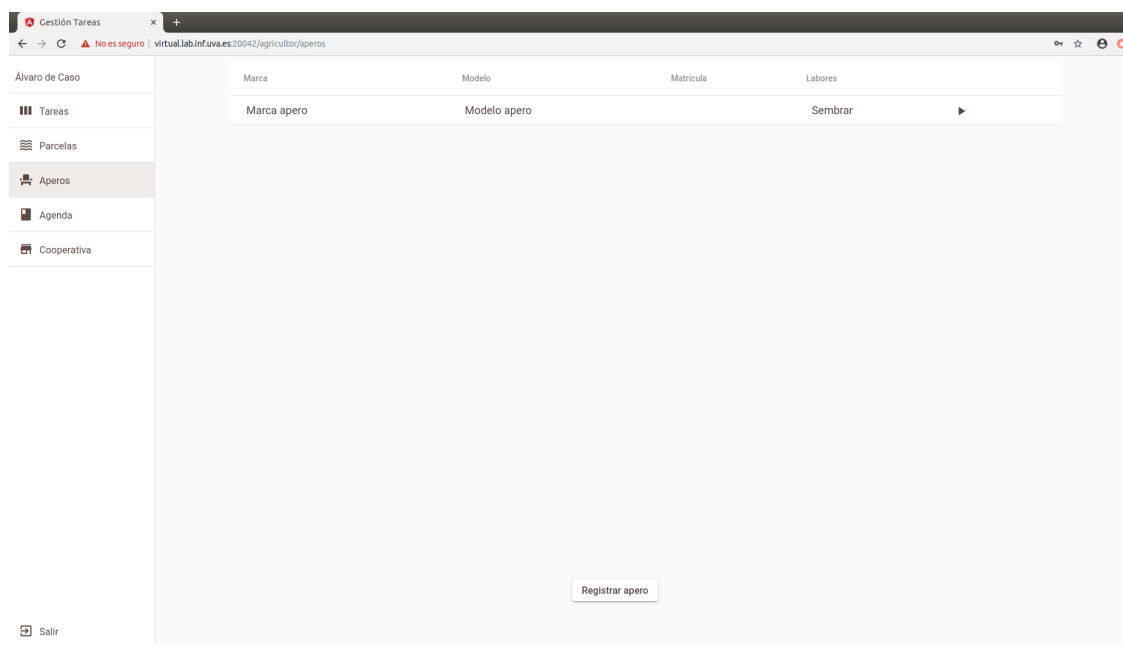 Gestión Tareas
No es seguro | virtual.lab.inf.uva.es:20042/agricultor/aperos
Álvaro de Caso
Tareas
Parcelas
Aperos
Agenda
Cooperativa
Salir
Marca Modelo Matrícula Labores
Marca apero Modelo apero Sembrar
Registrar apero